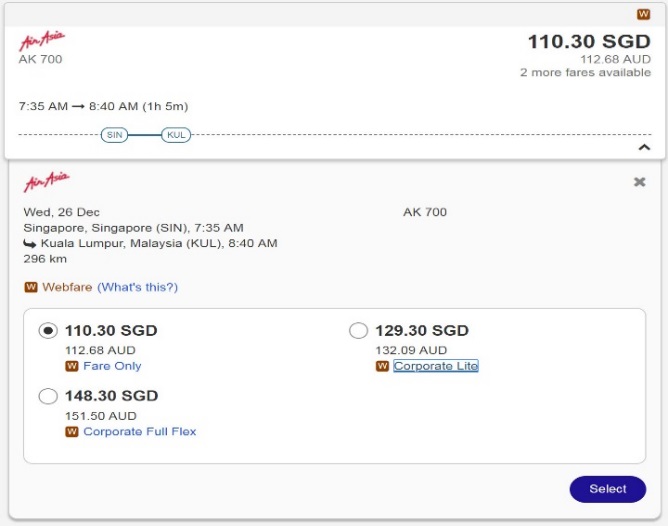 W
AirAsia
110.30 SGD
AK 700
112.68 AUD
2 more fares available
7:35 AM → 8:40 AM (1h 5m)
SIN KUL
AirAsia
Wed, 26 Dec
AK 700
Singapore, Singapore (SIN), 7:35 AM
Kuala Lumpur, Malaysia (KUL), 8:40 AM
296 km
W Webfare (What's this?)
110.30 SGD
112.68 AUD
W Fare Only
129.30 SGD
132.09 AUD
W Corporate Lite
148.30 SGD
151.50 AUD
W Corporate Full Flex
Select